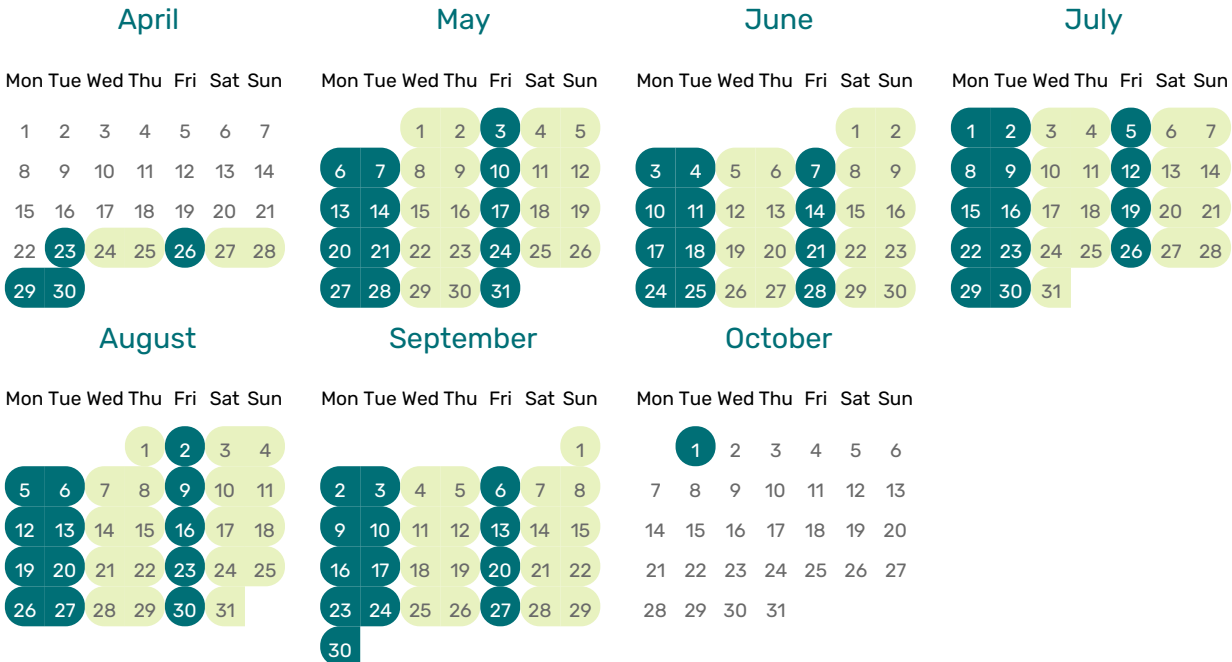 April May June July
Mon Tue Wed Thu Fri Sat Sun Mon Tue Wed Thu Fri Sat Sun Mon Tue Wed Thu Fri Sat Sun Mon Tue Wed Thu Fri Sat Sun
1 2 3 4 5 6 7 1 2 3 4 5 1 2 1 2 3 4 5 6 7
8 9 10 11 12 13 14 6 7 8 9 10 11 12 3 4 5 6 7 8 9 8 9 10 11 12 13 14
15 16 17 18 19 20 21 13 14 15 16 17 18 19 10 11 12 13 14 15 16 15 16 17 18 19 20 21
22 23 24 25 26 27 28 20 21 22 23 24 25 26 17 18 19 20 21 22 23 22 23 24 25 26 27 28
29 30 27 28 29 30 31 24 25 26 27 28 29 30 29 30 31
August September October
Mon Tue Wed Thu Fri Sat Sun Mon Tue Wed Thu Fri Sat Sun Mon Tue Wed Thu Fri Sat Sun
1 2 3 4 1 1 2 3 4 5 6
5 6 7 8 9 10 11 2 3 4 5 6 7 8 7 8 9 10 11 12 13
12 13 14 15 16 17 18 9 10 11 12 13 14 15 14 15 16 17 18 19 20
19 20 21 22 23 24 25 16 17 18 19 20 21 22 21 22 23 24 25 26 27
26 27 28 29 30 31 23 24 25 26 27 28 29 28 29 30 31
30